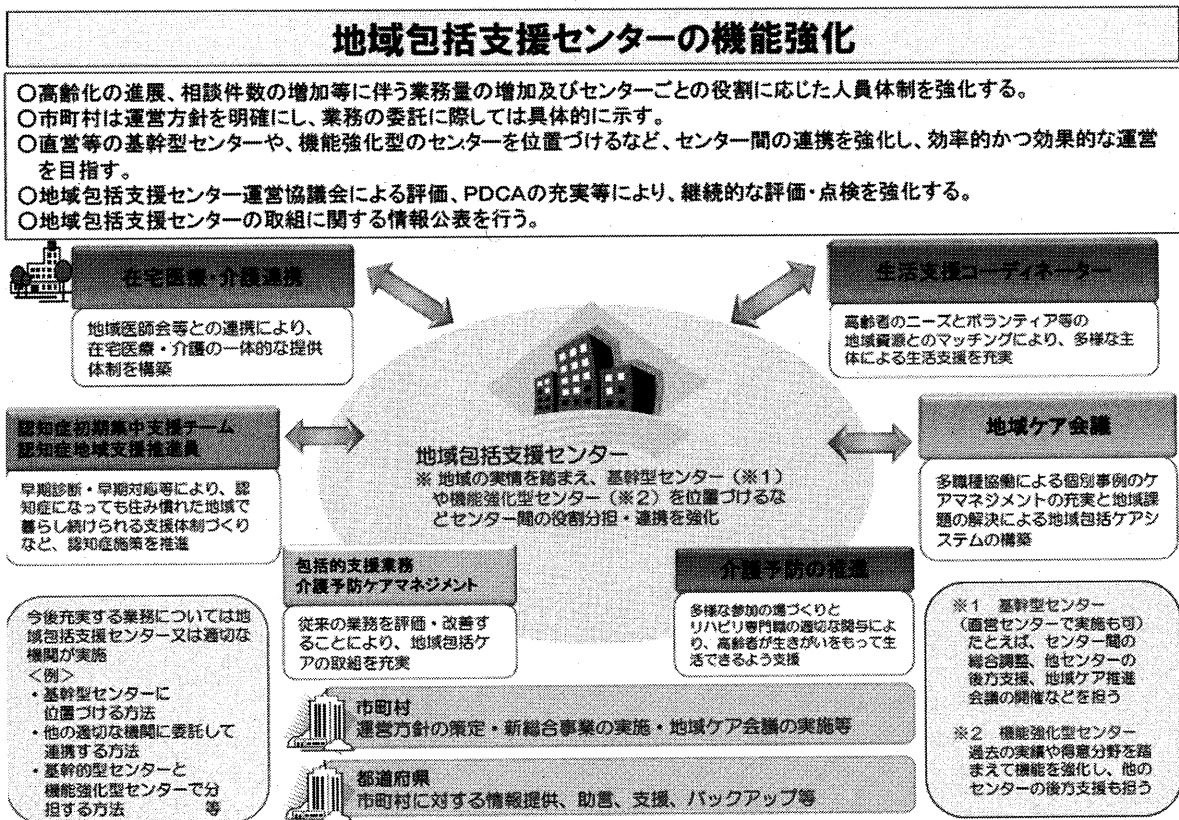 地域包括支援センターの機能強化
○高齢化の進展、相談件数の増加等に伴う業務量の増加及びセンターごとの役割に応じた人員体制を強化する。
○市町村は運営方針を明確にし、業務の委託に際しては具体的に示す。
○直営等の基幹型センターや、機能強化型のセンターを位置づけるなど、センター間の連携を強化し、効率的かつ効果的な運営
を目指す。
○地域包括支援センター運営協議会による評価、PDCAの充実等により、継続的な評価・点検を強化する。
○地域包括支援センターの取組に関する情報公表を行う。
在宅医療・介護連携
地域医師会等との連携により、
在宅医療・介護の一体的な提供
体制を構築
生活支援コーディネーター
高齢者のニーズとボランティア等の
地域資源とのマッチングにより、多様な主
体による生活支援を充実
認知症初期集中支援チーム
認知症地域支援推進員
早期診断・早期対応等により、認
知症になっても住み慣れた地域で
暮らし続けられる支援体制づくり
など、認知症施策を推進
地域包括支援センター
※ 地域の実情を踏まえ、基幹型センター（※1）
や機能強化型センター（※2）を位置づけるな
どセンター間の役割分担・連携を強化
地域ケア会議
多職種協働による個別事例のケ
アマネジメントの充実と地域課
題の解決による地域包括ケアシ
ステムの構築
包括的支援業務
介護予防ケアマネジメント
従来の業務を評価・改善す
ることにより、地域包括ケ
アの取組を充実
介護予防の推進
多様な参加の場づくりと
リハビリ専門職の適切な関与によ
り、高齢者が生きがいをもって生
活できるよう支援
今後充実する業務については地
域包括支援センター又は適切な
機関が実施
＜例＞
・基幹型センターに
位置づける方法
・他の適切な機関に委託して
連携する方法
・基幹的型センターと
機能強化型センターで分
担する方法 等
市町村
運営方針の策定・新総合事業の実施・地域ケア会議の実施等
都道府県
市町村に対する情報提供、助言、支援、バックアップ等
※1 基幹型センター
（直営センターで実施も可）
たとえば、センター間の
総合調整、他センターの
後方支援、地域ケア推進
会議の開催などを担う
※2 機能強化型センター
過去の実績や得意分野を踏
まえて機能を強化し、他の
センターの後方支援も担う